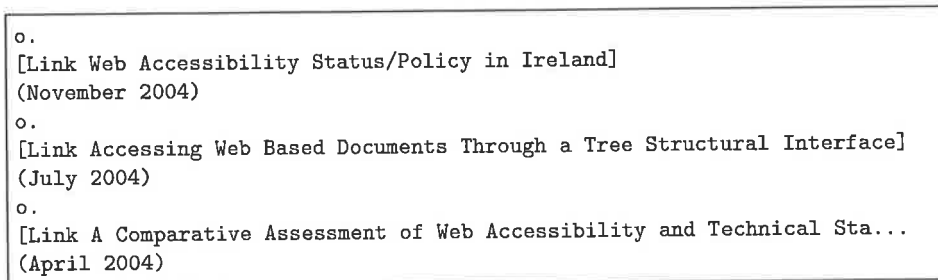 o.
[Link Web Accessibility Status/Policy in Ireland]
(November 2004)
o.
[Link Accessing Web Based Documents Through a Tree Structural Interface]
(July 2004)
o.
[Link A Comparative Assessment of Web Accessibility and Technical Sta...
(April 2004)